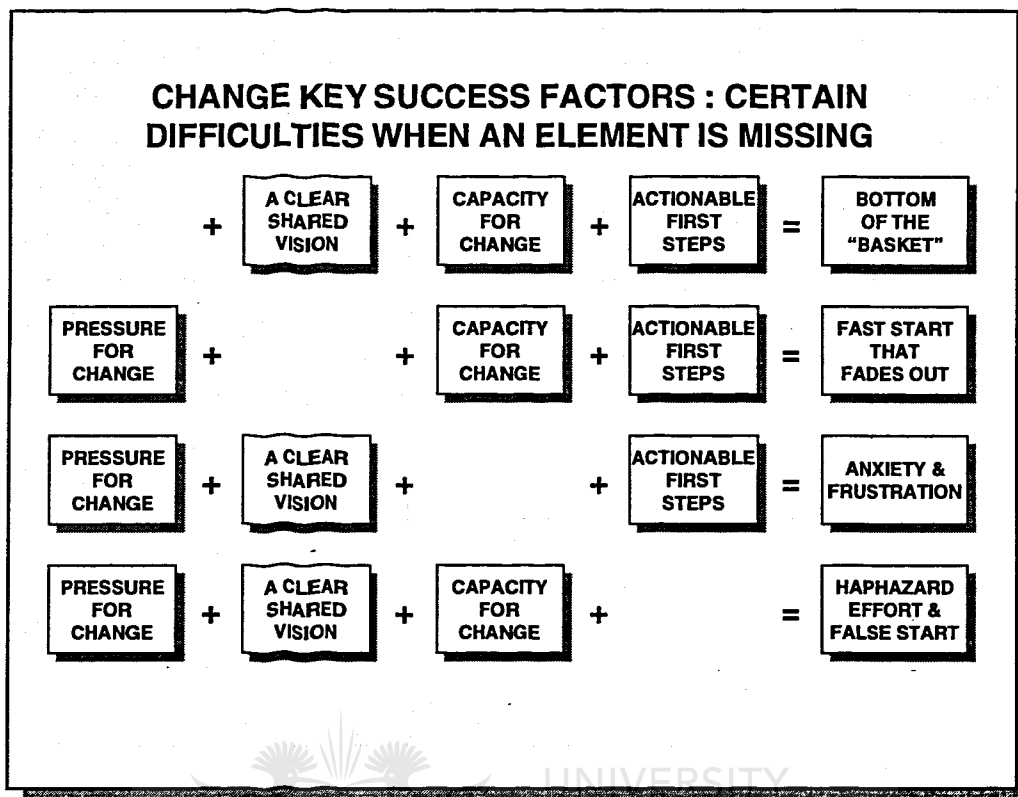 CHANGE KEY SUCCESS FACTORS : CERTAIN
DIFFICULTIES WHEN AN ELEMENT IS MISSING
+ A CLEAR SHARED VISION + CAPACITY FOR CHANGE + ACTIONABLE FIRST STEPS = BOTTOM OF THE "BASKET"
PRESSURE FOR CHANGE + + CAPACITY FOR CHANGE + ACTIONABLE FIRST STEPS = FAST START THAT FADES OUT
PRESSURE FOR CHANGE + A CLEAR SHARED VISION + + ACTIONABLE FIRST STEPS = ANXIETY & FRUSTRATION
PRESSURE FOR CHANGE + A CLEAR SHARED VISION + CAPACITY FOR CHANGE + = HAPHAZARD EFFORT & FALSE START
UNIVERSITY